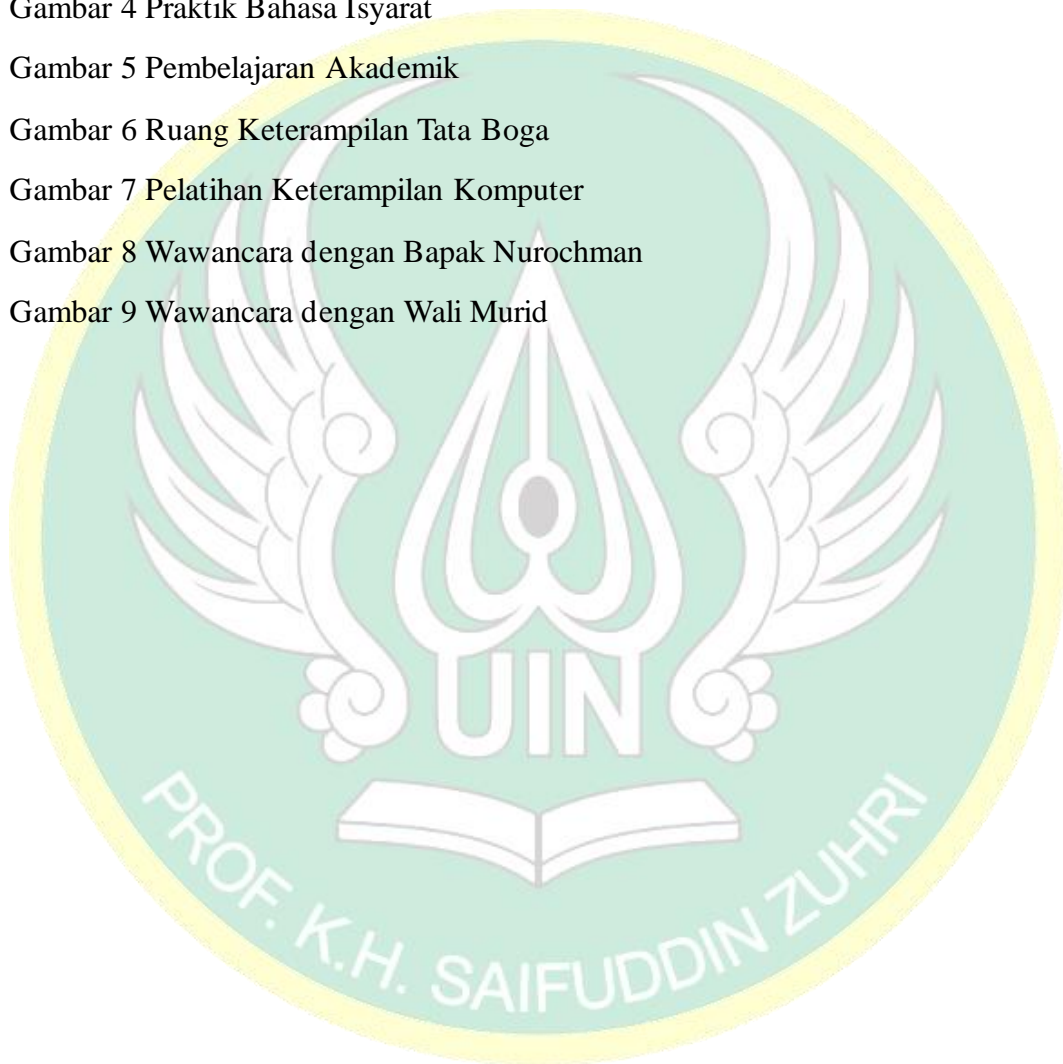 Gambar 4 Praktik Bahasa Isyarat
Gambar 5 Pembelajaran Akademik
Gambar 6 Ruang Keterampilan Tata Boga
Gambar 7 Pelatihan Keterampilan Komputer
Gambar 8 Wawancara dengan Bapak Nurochman
Gambar 9 Wawancara dengan Wali Murid
UIN
PROF. K.H. SAIFUDDIN ZUHRI